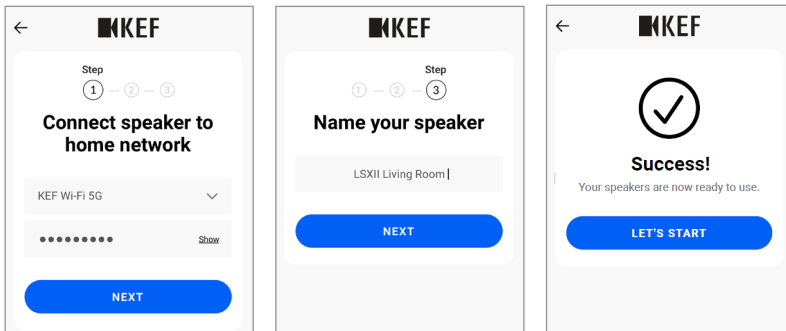 KEF
Step
1 2 3
Connect speaker to
home network
KEF Wi-Fi 5G
Show
NEXT
KEF
Step
1 2 3
Name your speaker
LSXII Living Room
NEXT
KEF
Success!
Your speakers are now ready to use.
LET'S START